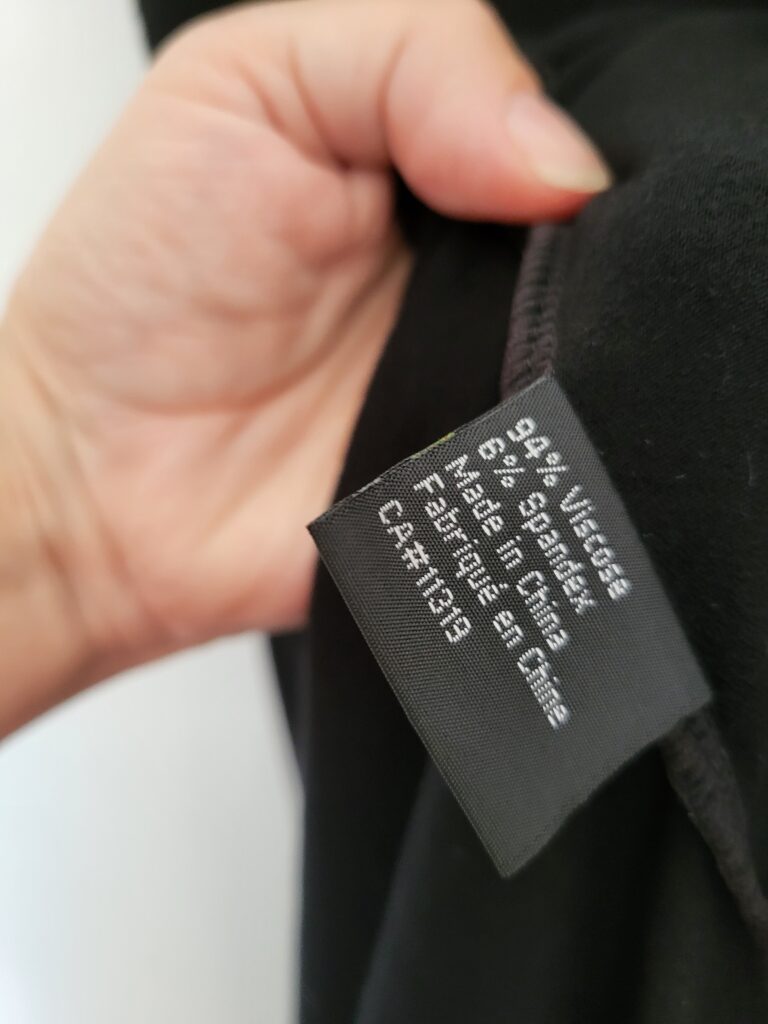 94% Viscose
6% Spandex
Made in China
Fabriqué en Chine
CA#11319